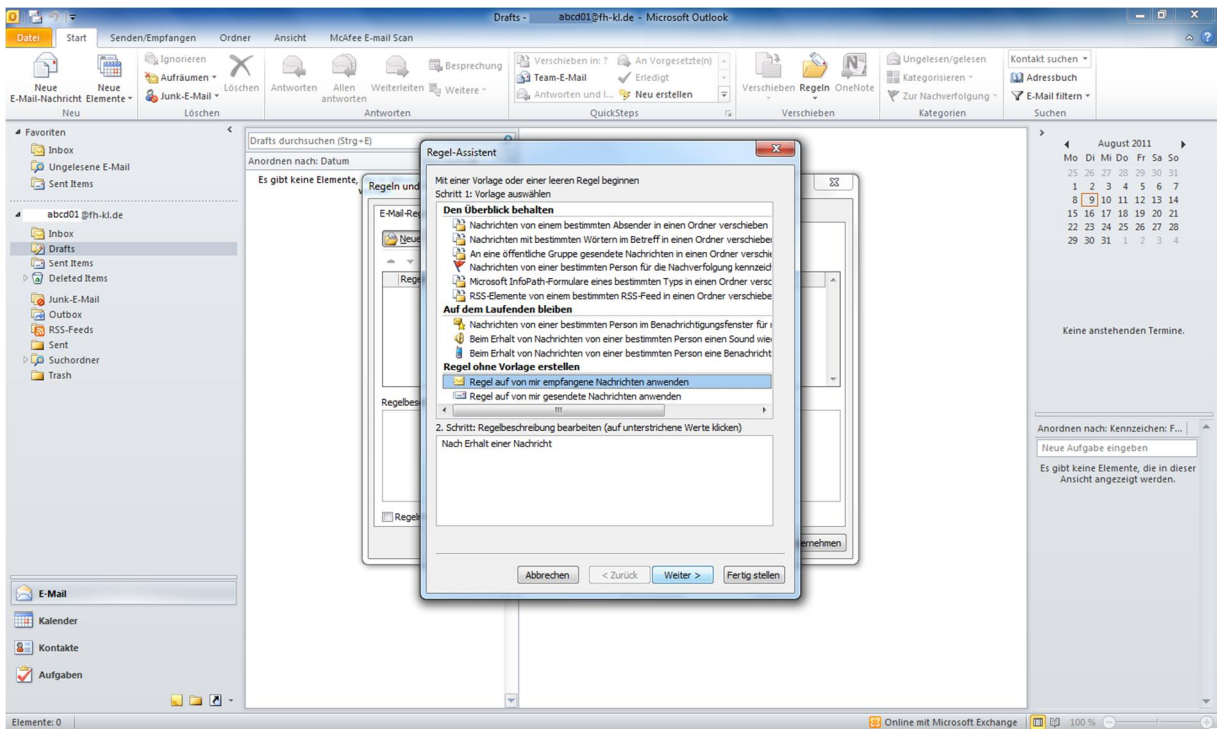 Drafts - abcd01@fh-kl.de - Microsoft Outlook
Datei Start Senden/Empfangen Ordner Ansicht McAfee E-mail Scan
Neue E-Mail-Nachricht
Neue Elemente
Neu
Ignorieren
Aufräumen
Junk-E-Mail
Löschen
Löschen
Antworten
Allen antworten
Weiterleiten
Besprechung
Weitere
Antworten
Verschieben in: ?
Team-E-Mail
Antworten und l...
An Vorgesetzte(n)
Erledigt
Neu erstellen
QuickSteps
Verschieben
Regeln
OneNote
Verschieben
Ungelesen/gelesen
Kategorisieren
Zur Nachverfolgung
Kategorien
Kontakt suchen
Adressbuch
E-Mail filtern
Suchen
Favoriten
Inbox
Ungelesene E-Mail
Sent Items
abcd01@fh-kl.de
Inbox
Drafts
Sent Items
Deleted Items
Junk-E-Mail
Outbox
RSS-Feeds
Sent
Suchordner
Trash
E-Mail
Kalender
Kontakte
Aufgaben
Drafts durchsuchen (Strg+E)
Anordnen nach: Datum
Es gibt keine Elemente,
Regeln und
E-Mail-Reg
Neue
Rege
Regelbes
Regeln
ernehmen
Regel-Assistent
Mit einer Vorlage oder einer leeren Regel beginnen
Schritt 1: Vorlage auswählen
Den Überblick behalten
Nachrichten von einem bestimmten Absender in einen Ordner verschieben
Nachrichten mit bestimmten Wörtern im Betreff in einen Ordner verschieben
An eine öffentliche Gruppe gesendete Nachrichten in einen Ordner verschie
Nachrichten von einer bestimmten Person für die Nachverfolgung kennzeich
Microsoft InfoPath-Formulare eines bestimmten Typs in einen Ordner versc
RSS-Elemente von einem bestimmten RSS-Feed in einen Ordner verschiebe
Auf dem Laufenden bleiben
Nachrichten von einer bestimmten Person im Benachrichtigungsfenster für
Beim Erhalt von Nachrichten von einer bestimmten Person einen Sound wie
Beim Erhalt von Nachrichten von einer bestimmten Person eine Benachricht
Regel ohne Vorlage erstellen
Regel auf von mir empfangene Nachrichten anwenden
Regel auf von mir gesendete Nachrichten anwenden
2. Schritt: Regelbeschreibung bearbeiten (auf unterstrichene Werte klicken)
Nach Erhalt einer Nachricht
Abbrechen < Zurück Weiter > Fertig stellen
August 2011
Mo Di Mi Do Fr Sa So
25 26 27 28 29 30 31
1 2 3 4 5 6 7
8 9 10 11 12 13 14
15 16 17 18 19 20 21
22 23 24 25 26 27 28
29 30 31 1 2 3 4
Keine anstehenden Termine.
Anordnen nach: Kennzeichen: F...
Neue Aufgabe eingeben
Es gibt keine Elemente, die in dieser
Ansicht angezeigt werden.
Elemente: 0
Online mit Microsoft Exchange
100 %